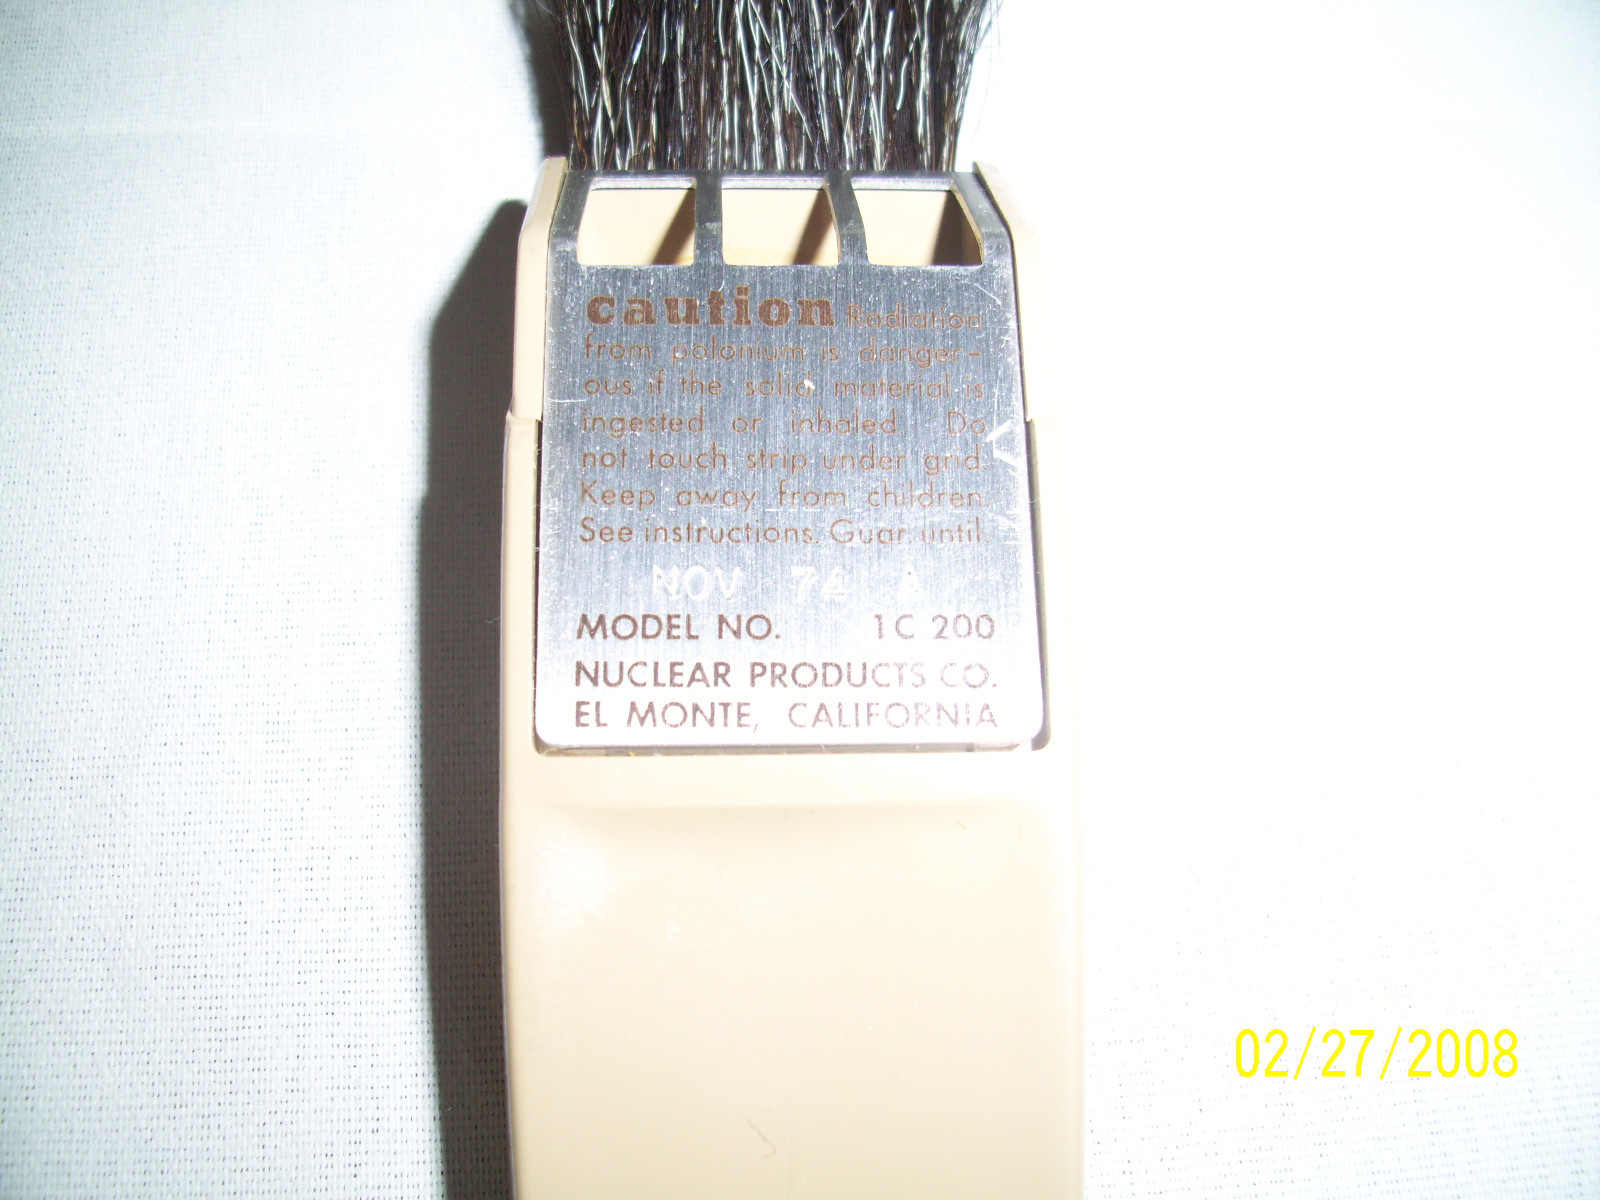 caution Radiation
from polonium is danger-
ous if the solid material is
ingested or inhaled. Do
not touch strip under grid.
Keep away from children.
See instructions. Guar. until
NOV 74 A
MODEL NO. 1C 200
NUCLEAR PRODUCTS CO.
EL MONTE, CALIFORNIA
02/27/2008